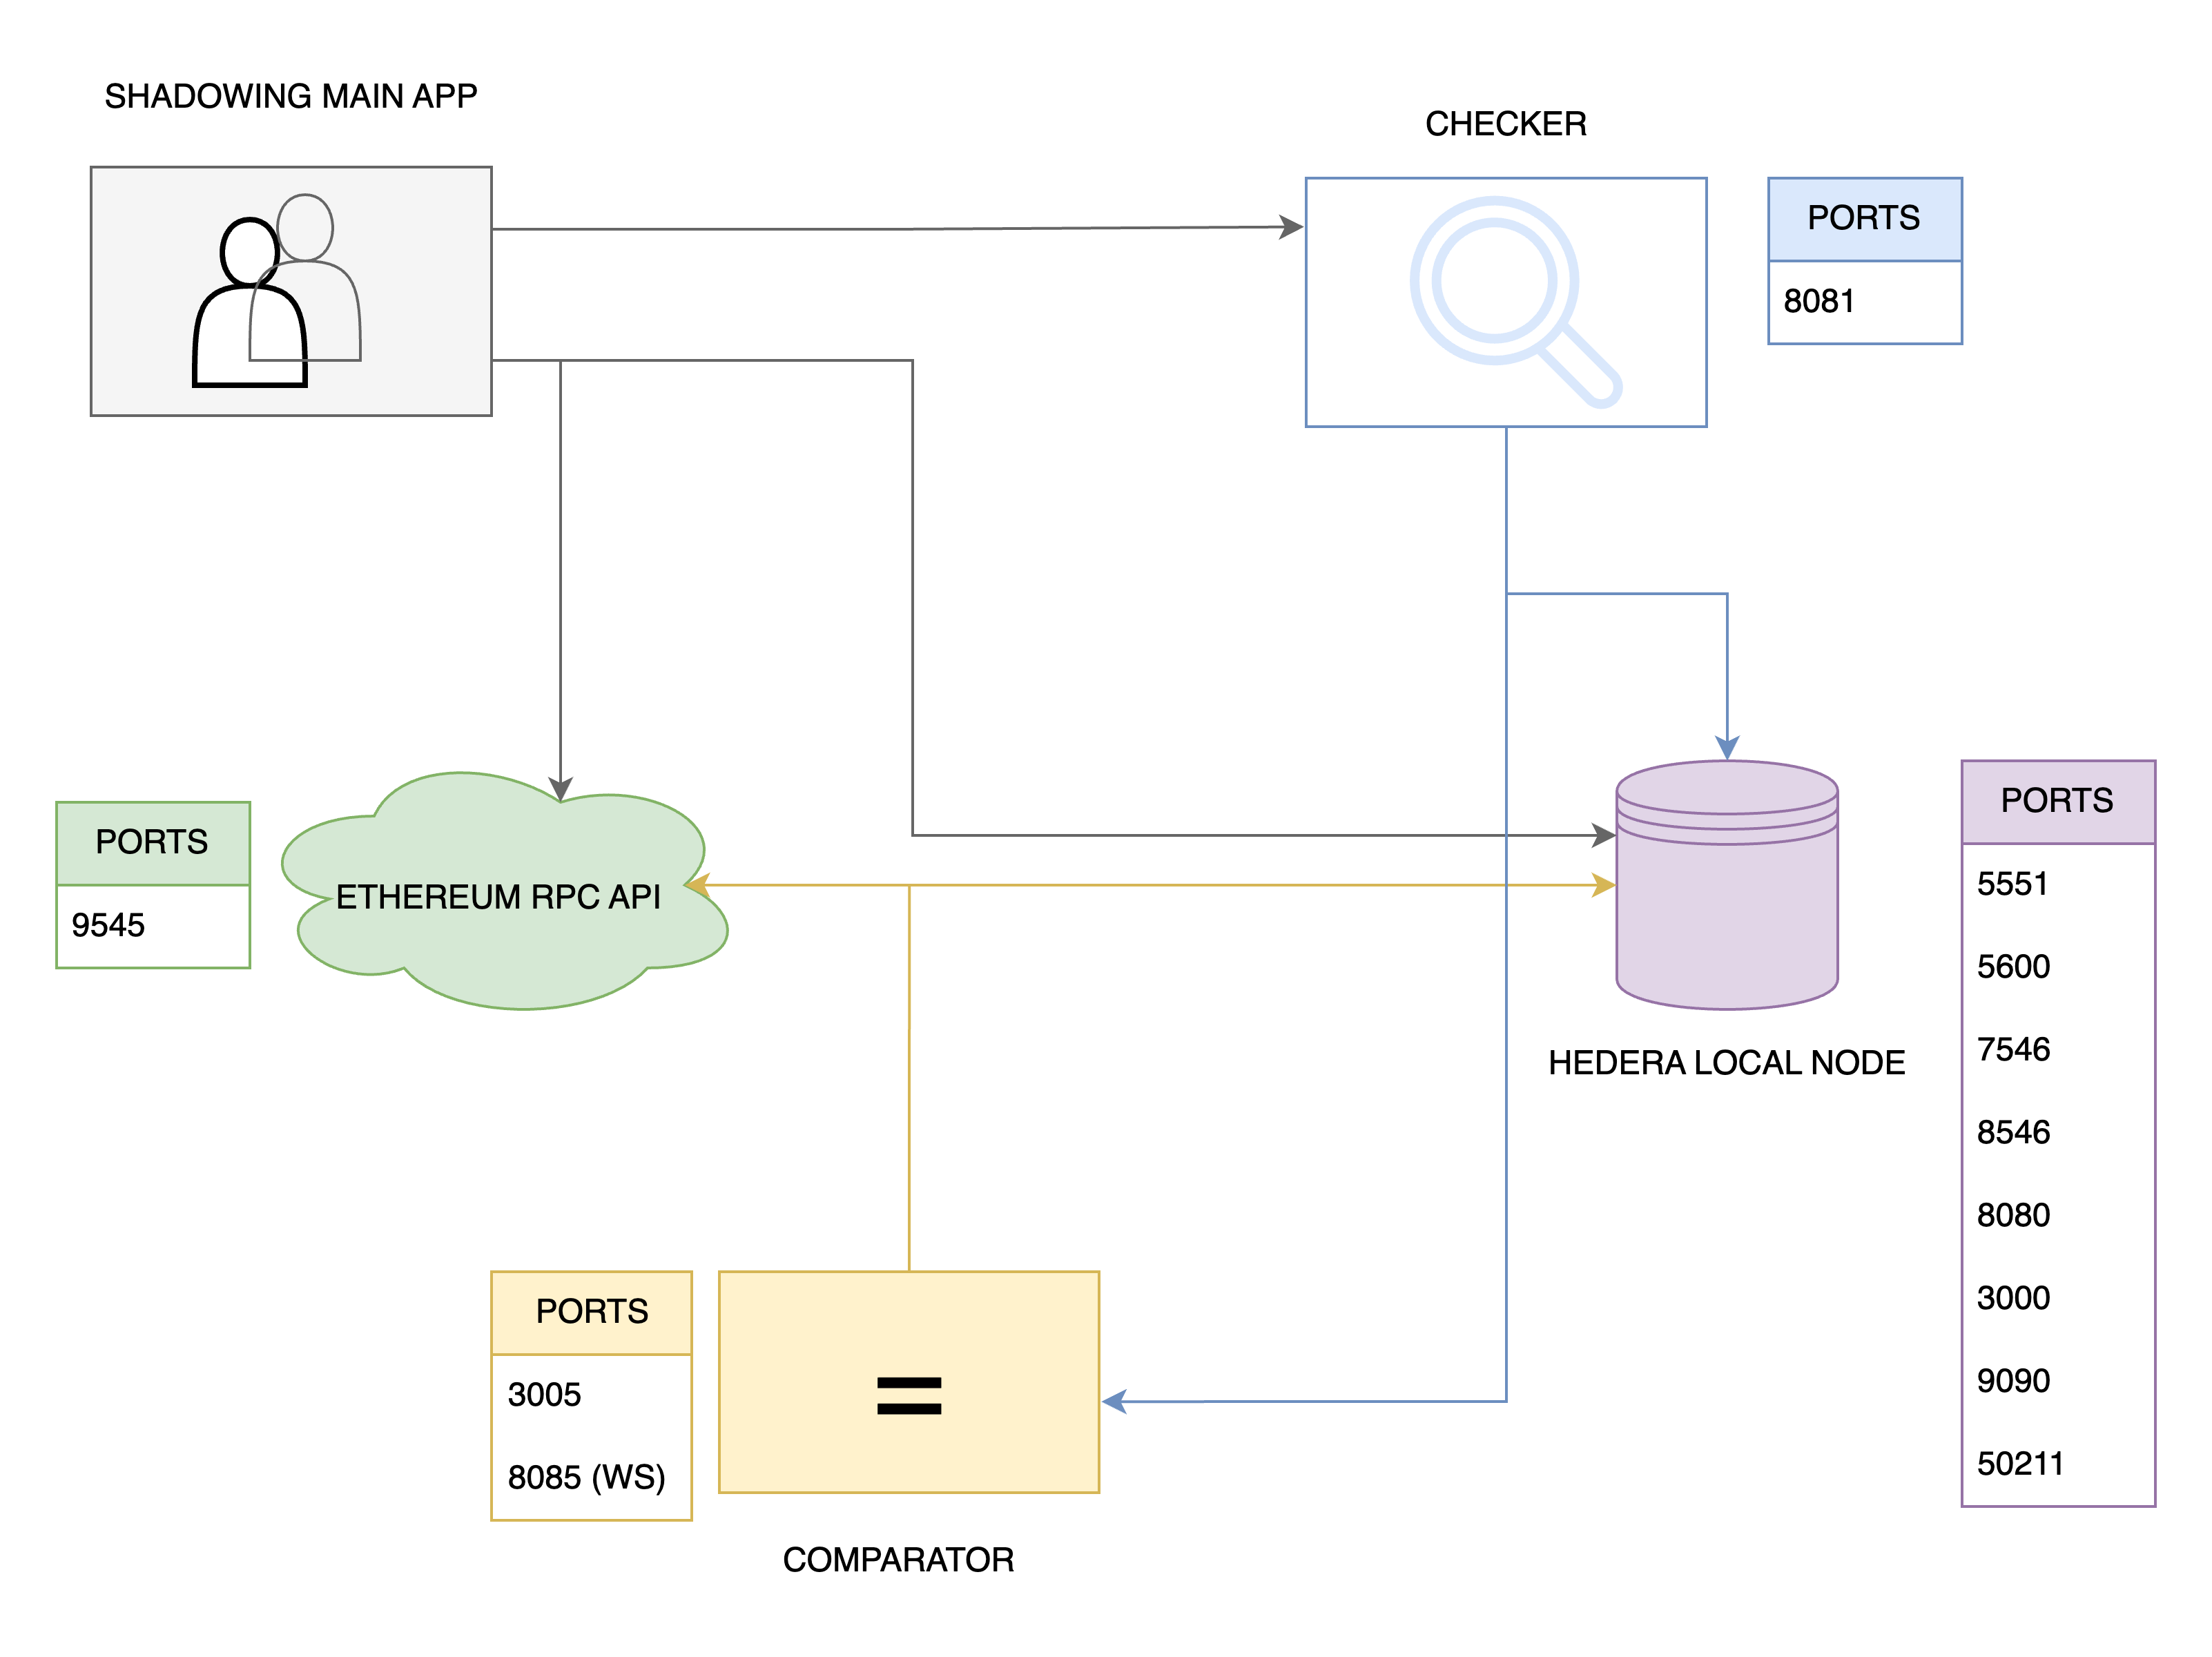 SHADOWING MAIN APP
CHECKER
PORTS
8081
PORTS
9545
ETHEREUM RPC API
HEDERA LOCAL NODE
PORTS
5551
5600
7546
8546
8080
3000
9090
50211
PORTS
3005
8085 (WS)
=
COMPARATOR